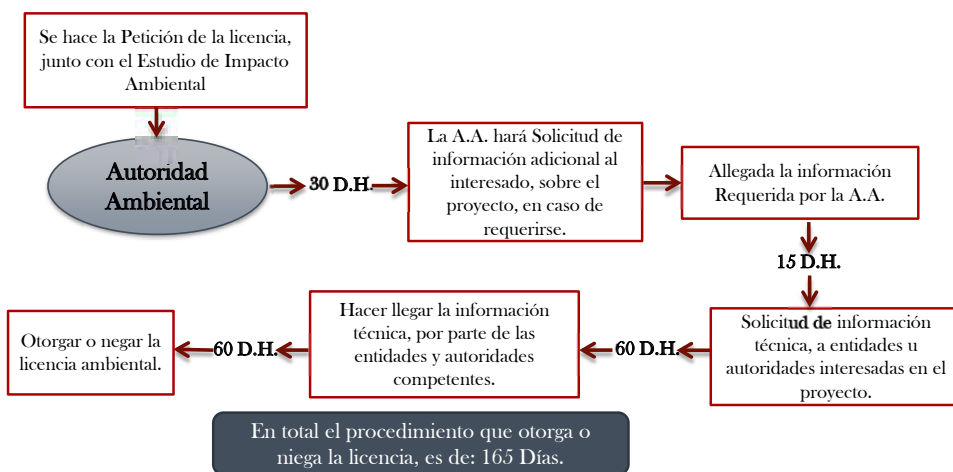 Se hace la Petición de la licencia,
junto con el Estudio de Impacto
Ambiental
Autoridad
Ambiental
30 D.H.
La A.A. hará Solicitud de
información adicional al
interesado, sobre el
proyecto, en caso de
requerirse.
Allegada la información
Requerida por la A.A.
15 D.H.
Solicitud de información
técnica, a entidades u
autoridades interesadas en el
proyecto.
60 D.H.
Hacer llegar la información
técnica, por parte de las
entidades y autoridades
competentes.
60 D.H.
Otorgar o negar la
licencia ambiental.
En total el procedimiento que otorga o
niega la licencia, es de: 165 Días.